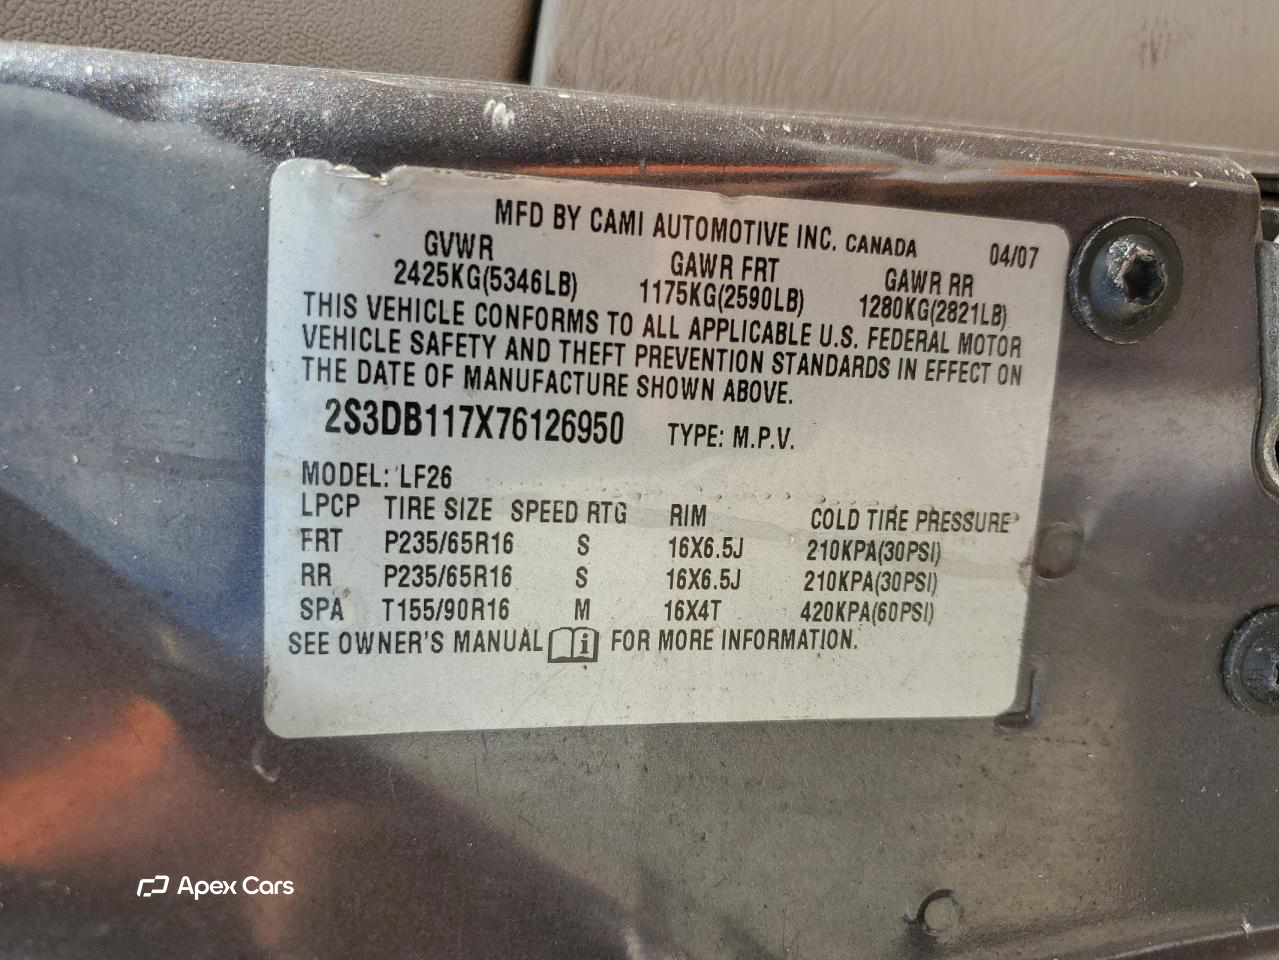 MFD BY CAMI AUTOMOTIVE INC. CANADA 04/07
GVWR GAWR FRT GAWR RR
2425KG(5346LB) 1175KG(2590LB) 1280KG(2821LB)
THIS VEHICLE CONFORMS TO ALL APPLICABLE U.S. FEDERAL MOTOR
VEHICLE SAFETY AND THEFT PREVENTION STANDARDS IN EFFECT ON
THE DATE OF MANUFACTURE SHOWN ABOVE.
2S3DB117X76126950 TYPE: M.P.V.
MODEL: LF26
LPCP TIRE SIZE SPEED RTG RIM COLD TIRE PRESSURE
FRT P235/65R16 S 16X6.5J 210KPA(30PSI)
RR P235/65R16 S 16X6.5J 210KPA(30PSI)
SPA T155/90R16 M 16X4T 420KPA(60PSI)
SEE OWNER'S MANUAL i FOR MORE INFORMATION.
Apex Cars